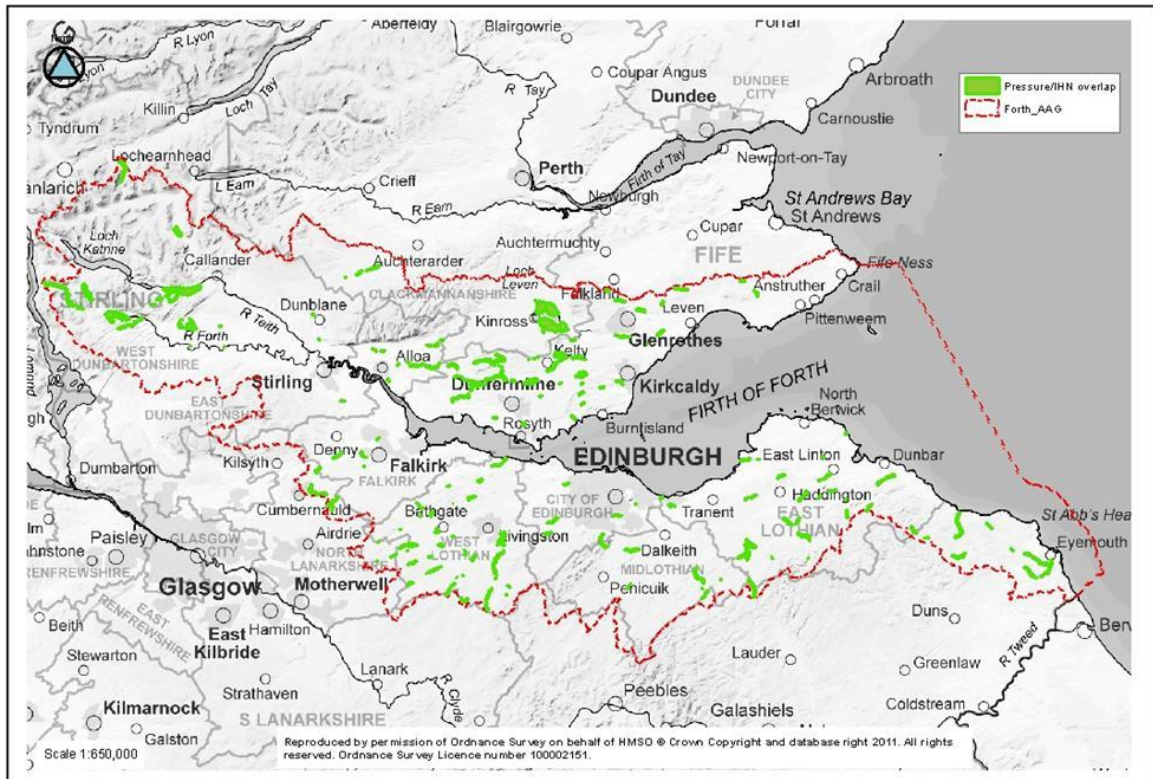 Aberfeldy
Blairgowrie
Forfar
R Lyon
Coupar Angus
DUNDEE
CITY
Arbroath
Killin
Loch Tay
R Tay
Dundee
Carnoustie
Pressure/IHN overlap
Forth_AAG
Tyndrum
Lochearnhead
Perth
Firth of Tay
Newport-on-Tay
anlarich
L Earn
Crieff
Newburgh
St Andrews Bay
St Andrews
R Earn
Cupar
Loch
Katrine
Auchtermuchty
FIFE
Callander
Auchterarder
Loch
Leven
Falkland
Fife Ness
Anstruther
Crail
STIRLING
Dunblane
CLACKMANNANSHIRE
Kinross
Leven
Pittenweem
R Teith
R Forth
Glenrothes
WEST
DUNBARTONSHIRE
Alloa
Kelty
Stirling
Dunfermline
Kirkcaldy
EAST
DUNBARTONSHIRE
Rosyth
Burntisland
FIRTH OF FORTH
North
Berwick
Denny
Falkirk
FALKIRK
EDINBURGH
East Linton
Dunbar
Dumbarton
Kilsyth
Cumbernauld
Bathgate
CITY OF
EDINBURGH
Haddington
Tranent
EAST
LOTHIAN
St Abb's Hea
Airdrie
WEST
LOTHIAN
Livingston
Eyemouth
Paisley
Johnstone
RENFREWSHIRE
GLASGOW
CITY
NORTH
LANARKSHIRE
Dalkeith
MIDLOTHIAN
Glasgow
Motherwell
Penicuik
Duns
Berw
EAST
RENFREWSHIRE
Beith
East
Kilbride
Hamilton
R Tweed
Stewarton
Lanark
Lauder
Greenlaw
Strathaven
R Clyde
Peebles
Coldstream
Kilmarnock
S LANARKSHIRE
Galashiels
Galston
Scale 1:650,000
Reproduced by permission of Ordnance Survey on behalf of HMSO © Crown Copyright and database right 2011. All rights
reserved. Ordnance Survey Licence number 100002151.